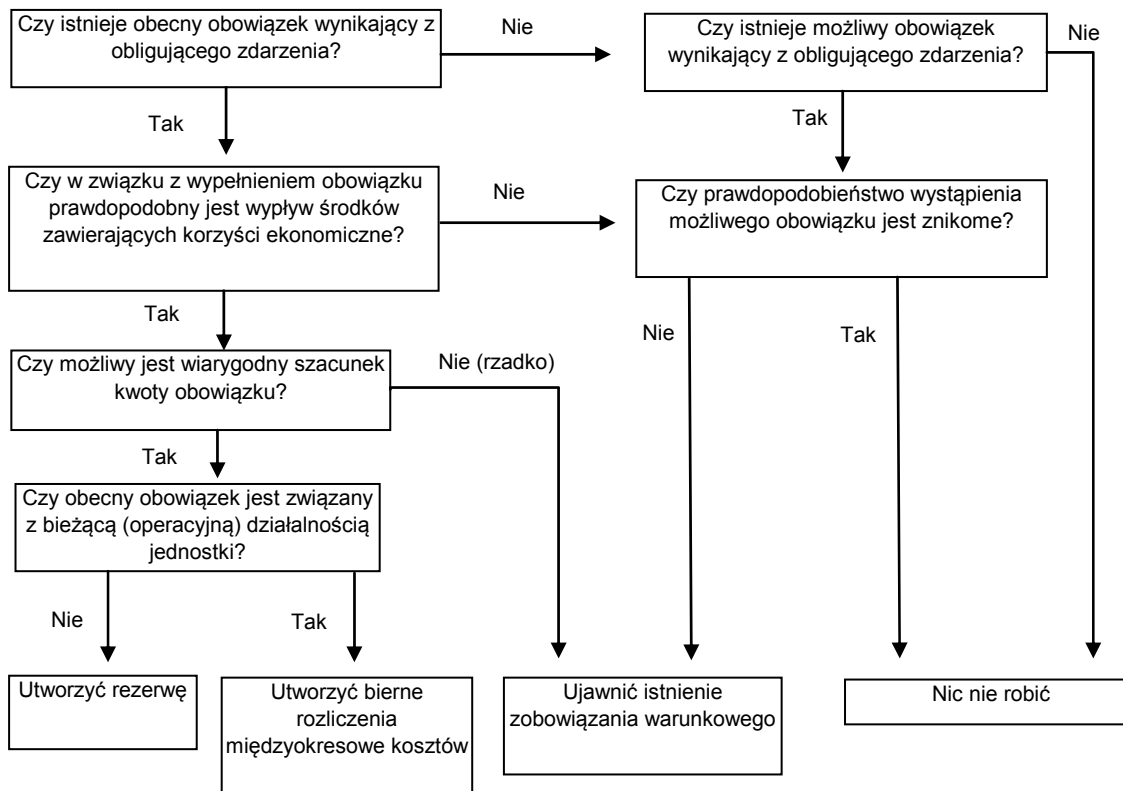 Czy istnieje obecny obowiązek wynikający z
obligującego zdarzenia?
Nie
Czy istnieje możliwy obowiązek
wynikający z obligującego zdarzenia?
Nie
Tak
Tak
Czy w związku z wypełnieniem obowiązku
prawdopodobny jest wypływ środków
zawierających korzyści ekonomiczne?
Nie
Czy prawdopodobieństwo wystąpienia
możliwego obowiązku jest znikome?
Tak
Nie
Tak
Czy możliwy jest wiarygodny szacunek
kwoty obowiązku?
Nie (rzadko)
Tak
Czy obecny obowiązek jest związany
z bieżącą (operacyjną) działalnością
jednostki?
Nie
Tak
Utworzyć rezerwę
Utworzyć bierne
rozliczenia
międzyokresowe kosztów
Ujawnić istnienie
zobowiązania warunkowego
Nic nie robić